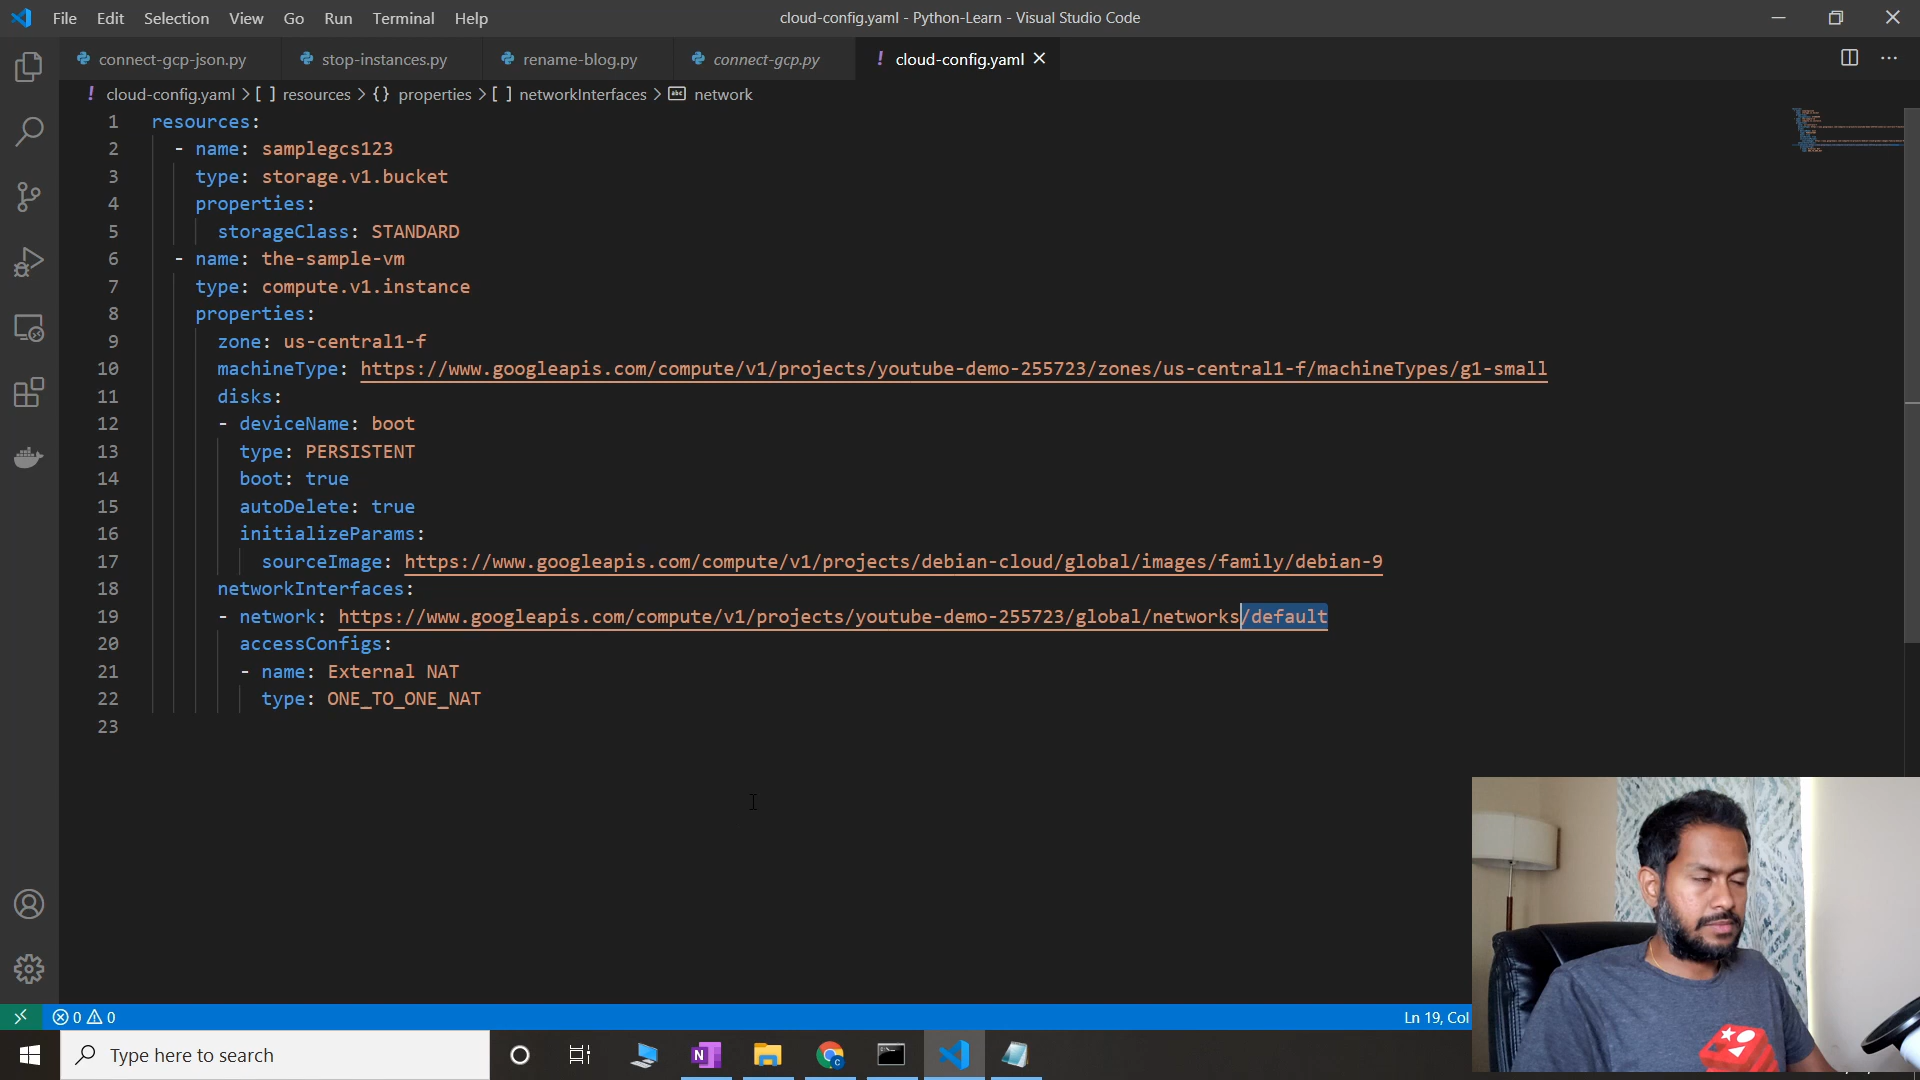 File Edit Selection View Go Run Terminal Help
cloud-config.yaml - Python-Learn - Visual Studio Code
connect-gcp-json.py stop-instances.py rename-blog.py connect-gcp.py ! cloud-config.yaml
! cloud-config.yaml > [ ] resources > {} properties > [ ] networkInterfaces > abc network
1 resources:
2 - name: samplegcs123
3 type: storage.v1.bucket
4 properties:
5 storageClass: STANDARD
6 - name: the-sample-vm
7 type: compute.v1.instance
8 properties:
9 zone: us-central1-f
10 machineType: https://www.googleapis.com/compute/v1/projects/youtube-demo-255723/zones/us-central1-f/machineTypes/g1-small
11 disks:
12 - deviceName: boot
13 type: PERSISTENT
14 boot: true
15 autoDelete: true
16 initializeParams:
17 sourceImage: https://www.googleapis.com/compute/v1/projects/debian-cloud/global/images/family/debian-9
18 networkInterfaces:
19 - network: https://www.googleapis.com/compute/v1/projects/youtube-demo-255723/global/networks/default
20 accessConfigs:
21 - name: External NAT
22 type: ONE_TO_ONE_NAT
23
0 0
Ln 19, Col
Type here to search